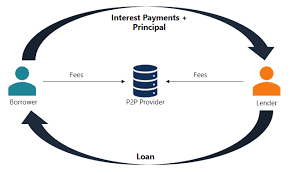 Interest Payments +
Principal
Fees
Fees
Borrower
P2P Provider
Lender
Loan